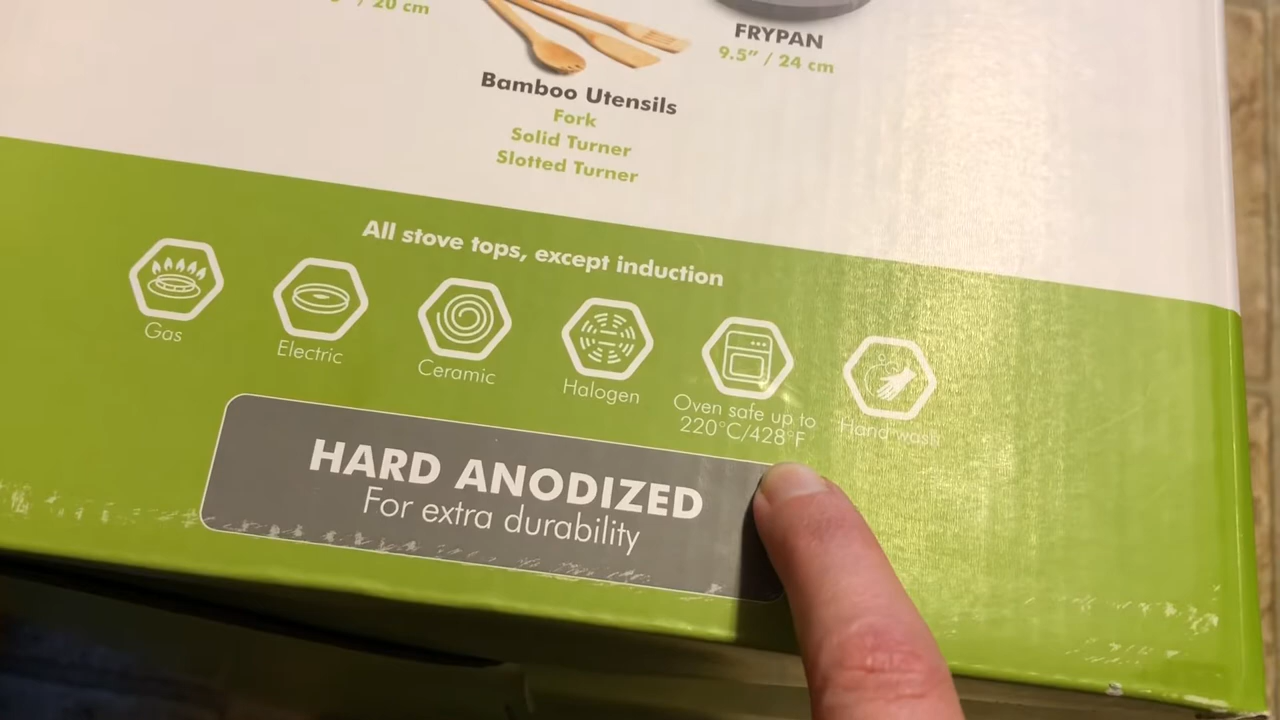 / 20 cm
FRYPAN
9.5" / 24 cm
Bamboo Utensils
Fork
Solid Turner
Slotted Turner
All stove tops, except induction
Gas
Electric
Ceramic
Halogen
Oven safe up to
220°C/428°F
Hand wash
HARD ANODIZED
For extra durability